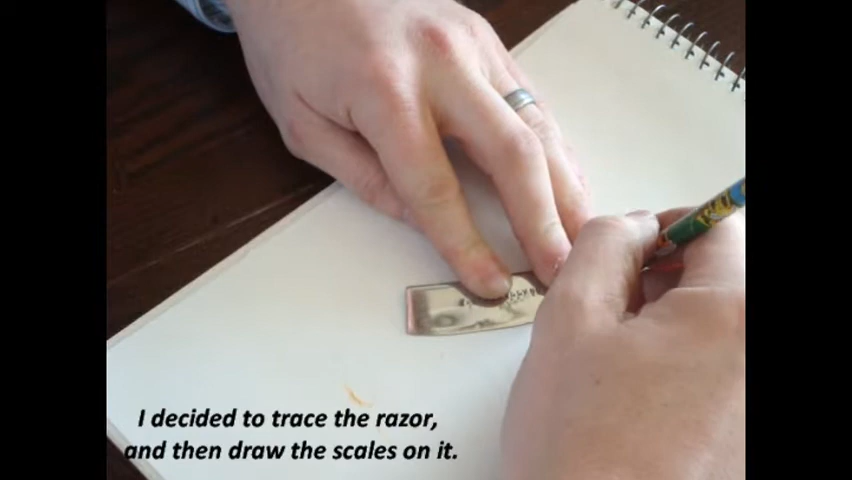 I decided to trace the razor,
and then draw the scales on it.